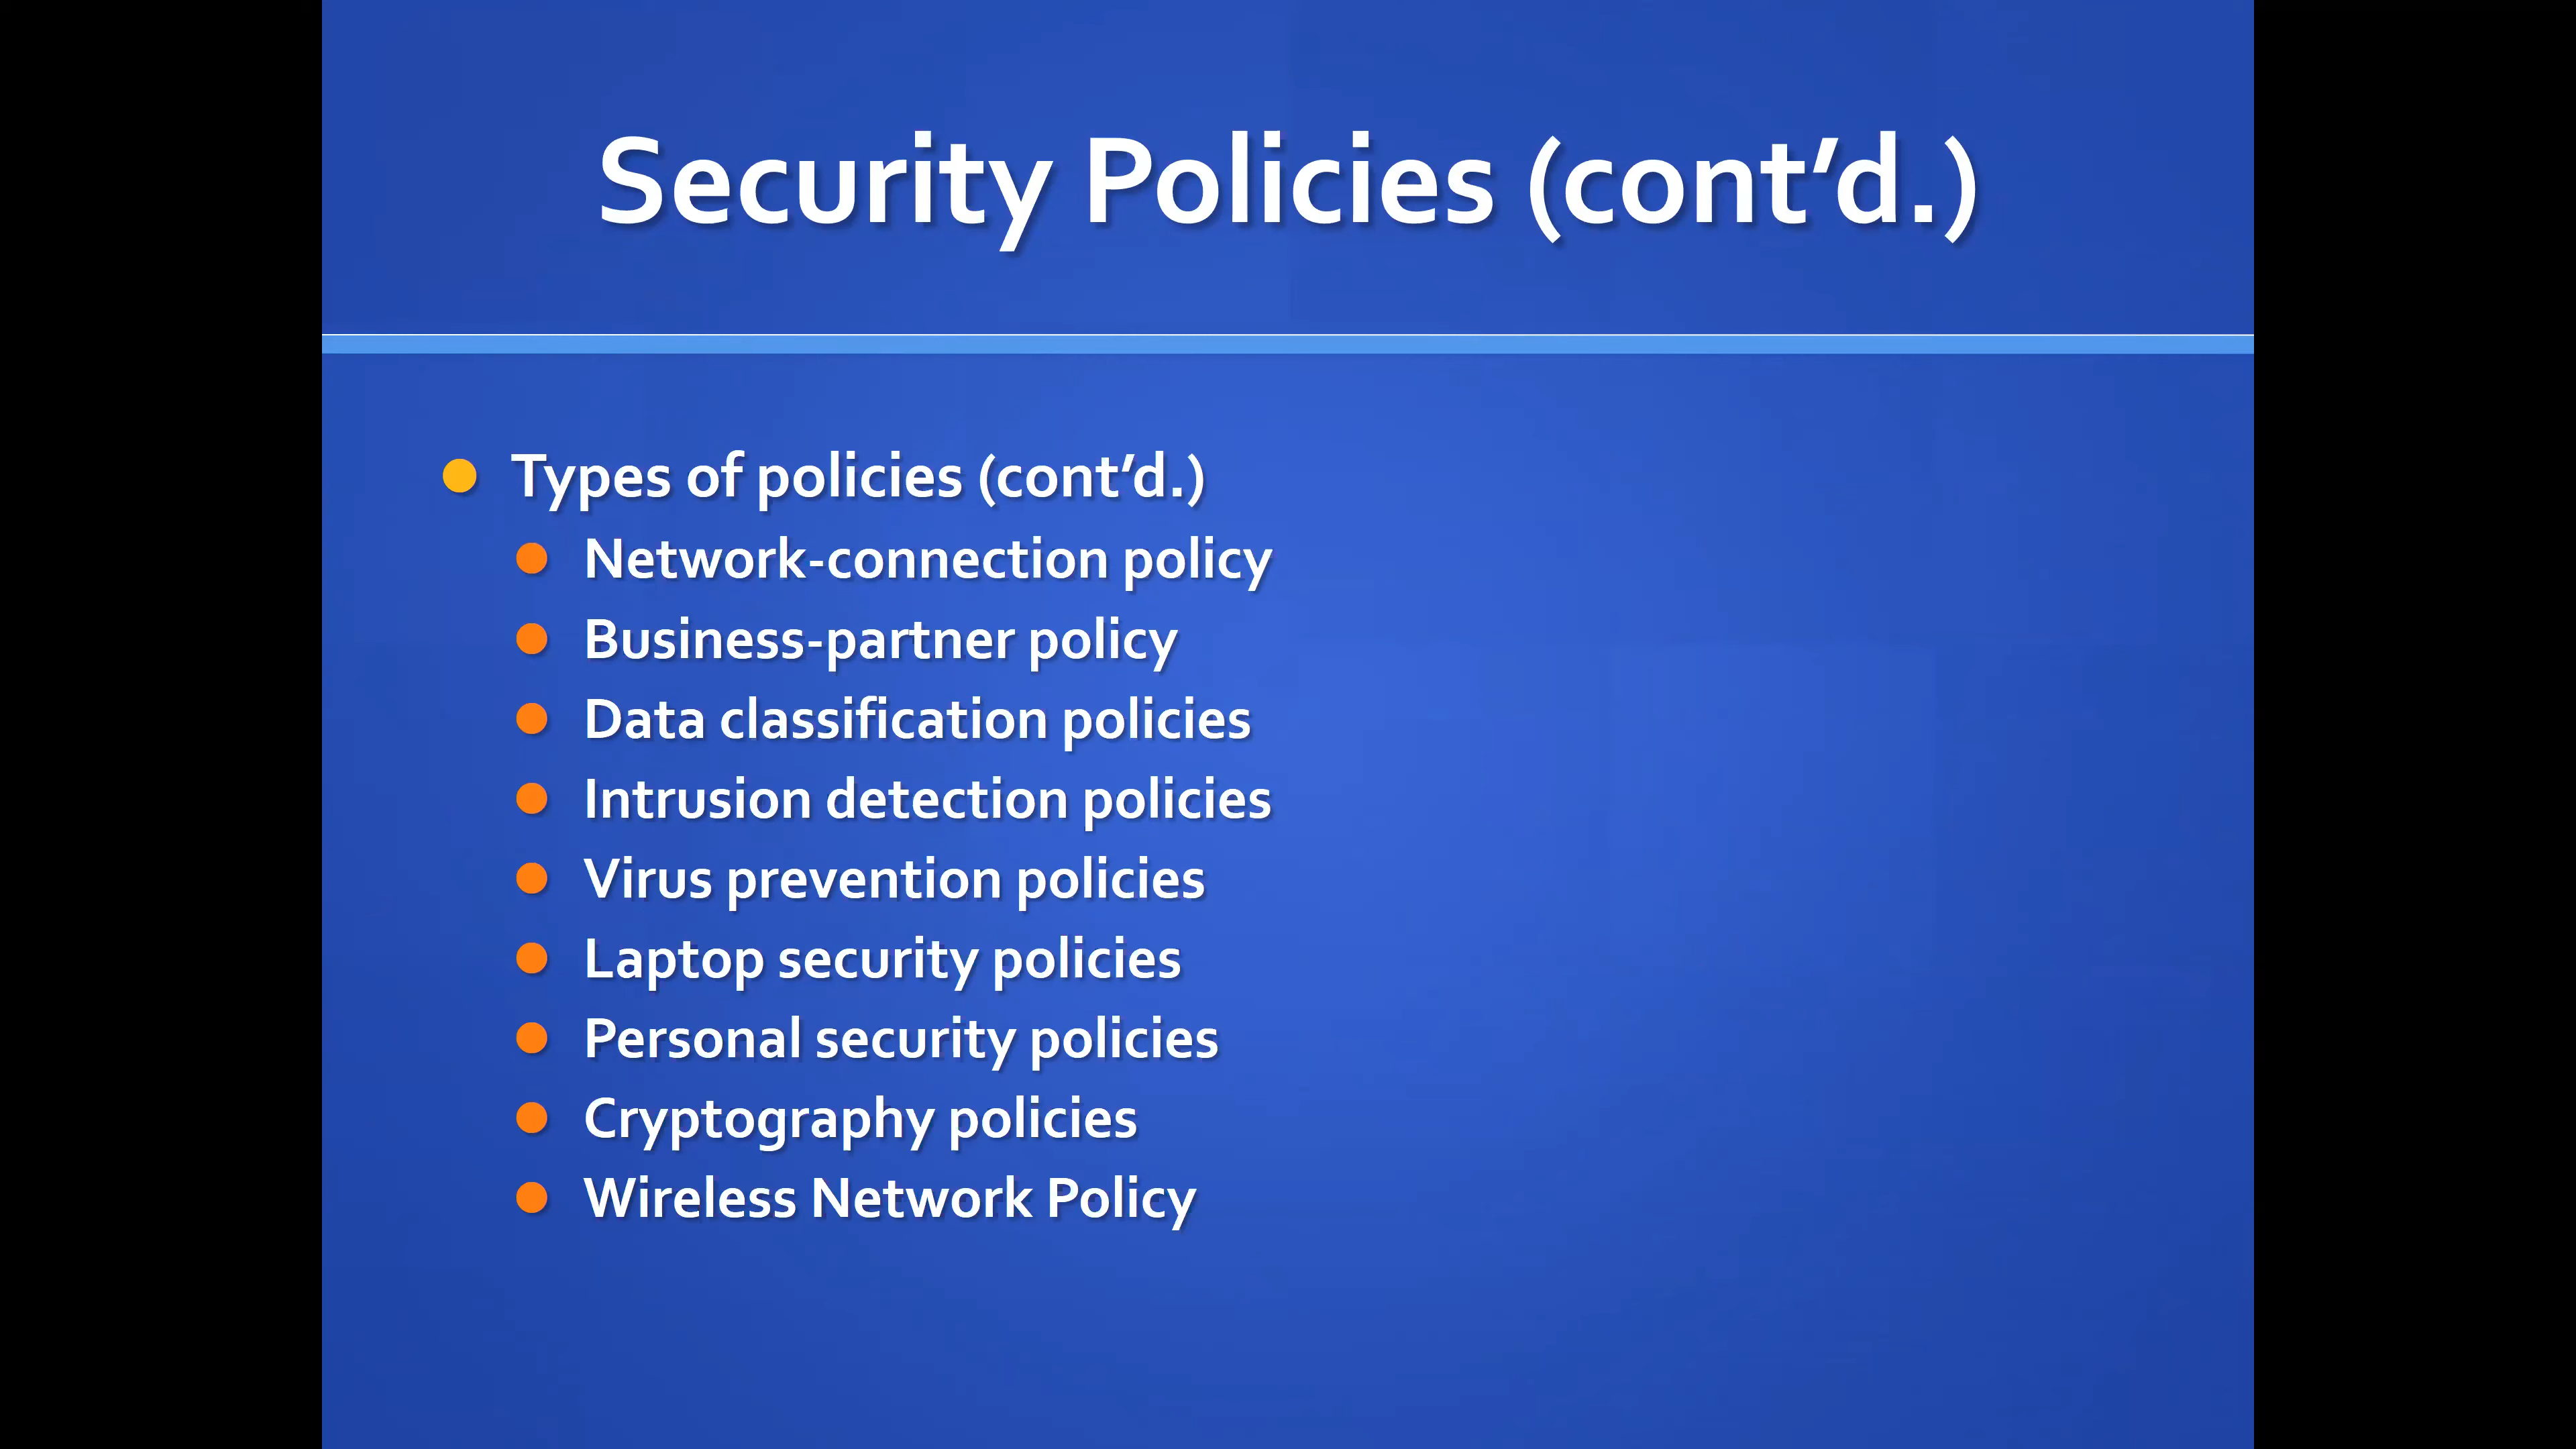 Security Policies (cont’d.)
Types of policies (cont’d.)
Network-connection policy
Business-partner policy
Data classification policies
Intrusion detection policies
Virus prevention policies
Laptop security policies
Personal security policies
Cryptography policies
Wireless Network Policy